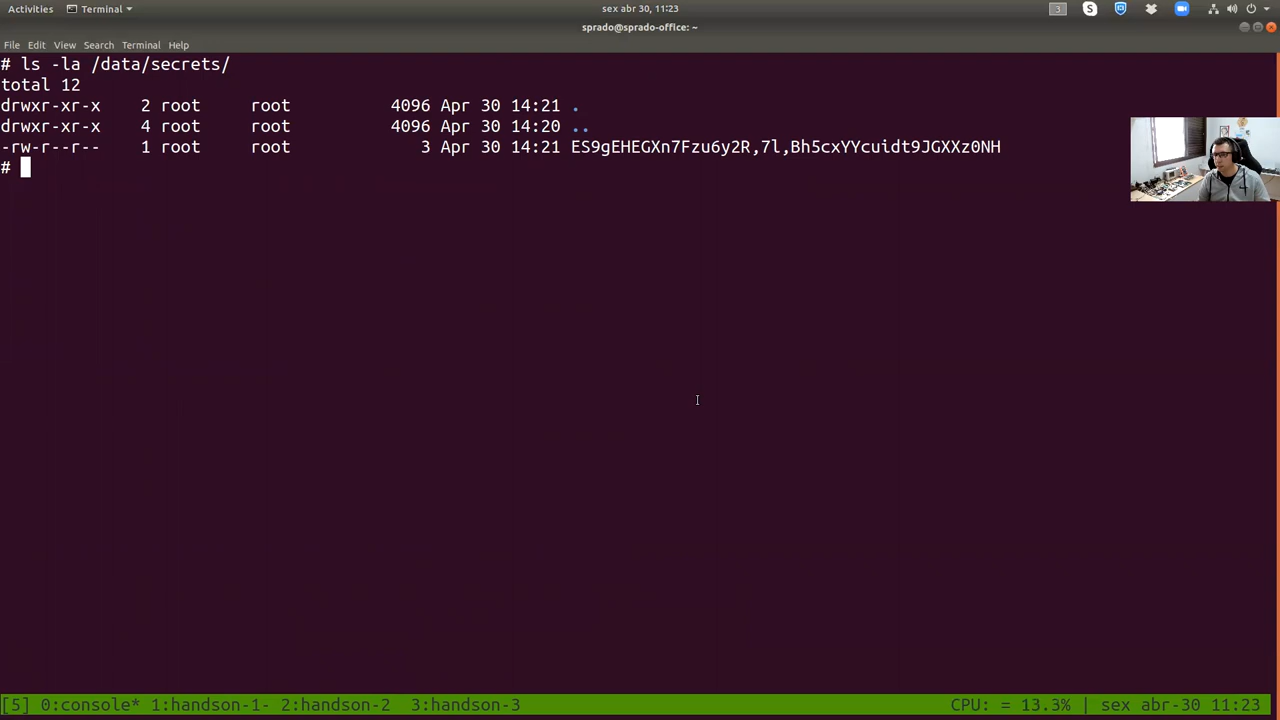 Activities Terminal sex abr 30, 11:23 3
sprado@sprado-office: ~
File Edit View Search Terminal Help
# ls -la /data/secrets/
total 12
drwxr-xr-x 2 root root 4096 Apr 30 14:21 .
drwxr-xr-x 4 root root 4096 Apr 30 14:20 ..
-rw-r--r-- 1 root root 3 Apr 30 14:21 ES9gEHEGXn7Fzu6y2R,7l,Bh5cxYYcuidt9JGXXz0NH
#
[5] 0:console* 1:handson-1- 2:handson-2 3:handson-3 CPU: = 13.3% | sex abr-30 11:23